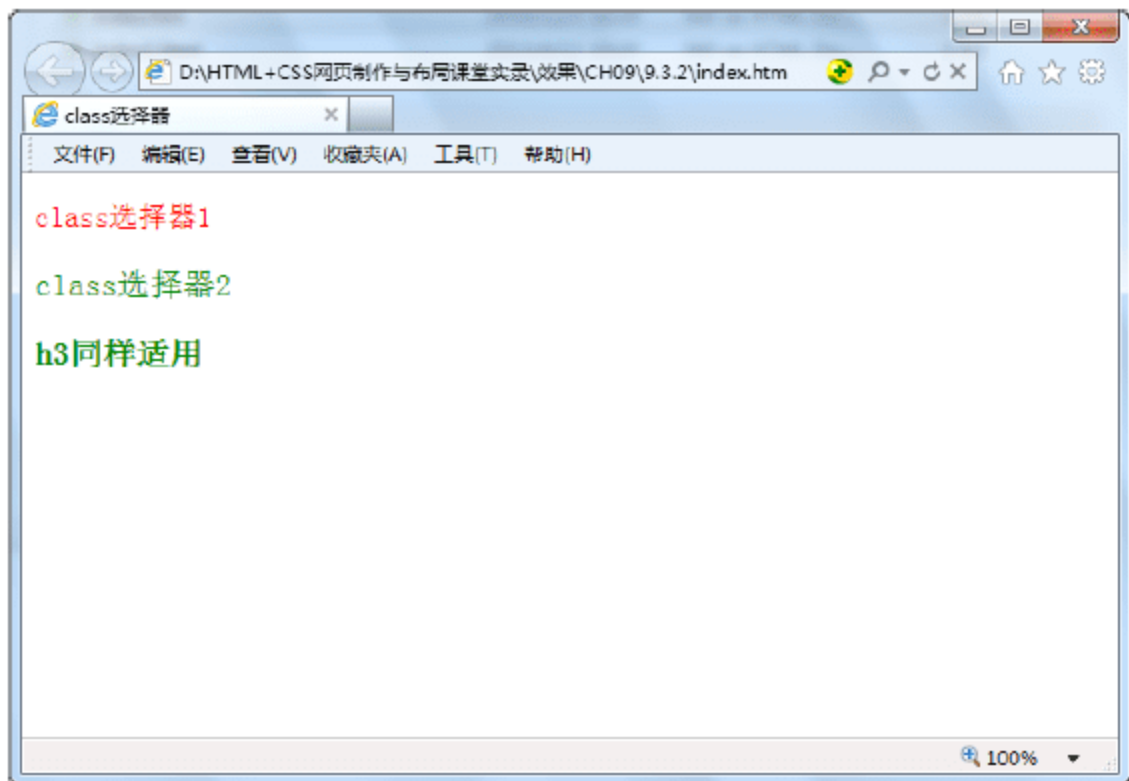 D:\HTML+CSS网页制作与布局课堂实录\效果\CH09\9.3.2\index.htm
class选择器
文件(F) 编辑(E) 查看(V) 收藏夹(A) 工具(T) 帮助(H)
class选择器1
class选择器2
h3同样适用
100%